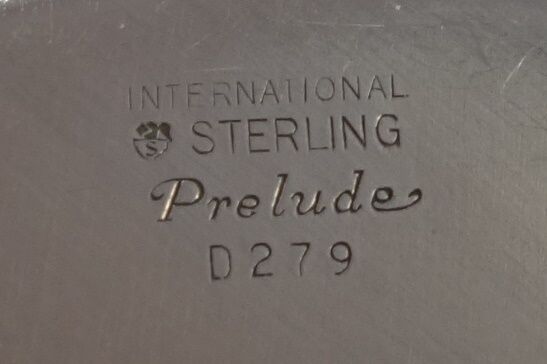 INTERNATIONAL
S STERLING
Prelude
D279